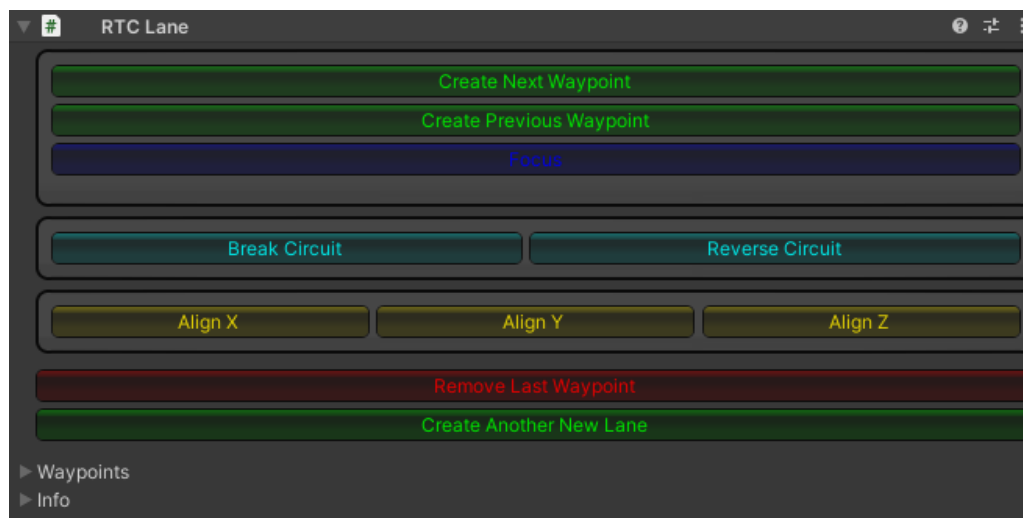 # RTC Lane
Create Next Waypoint
Create Previous Waypoint
Focus
Break Circuit Reverse Circuit
Align X Align Y Align Z
Remove Last Waypoint
Create Another New Lane
Waypoints
Info